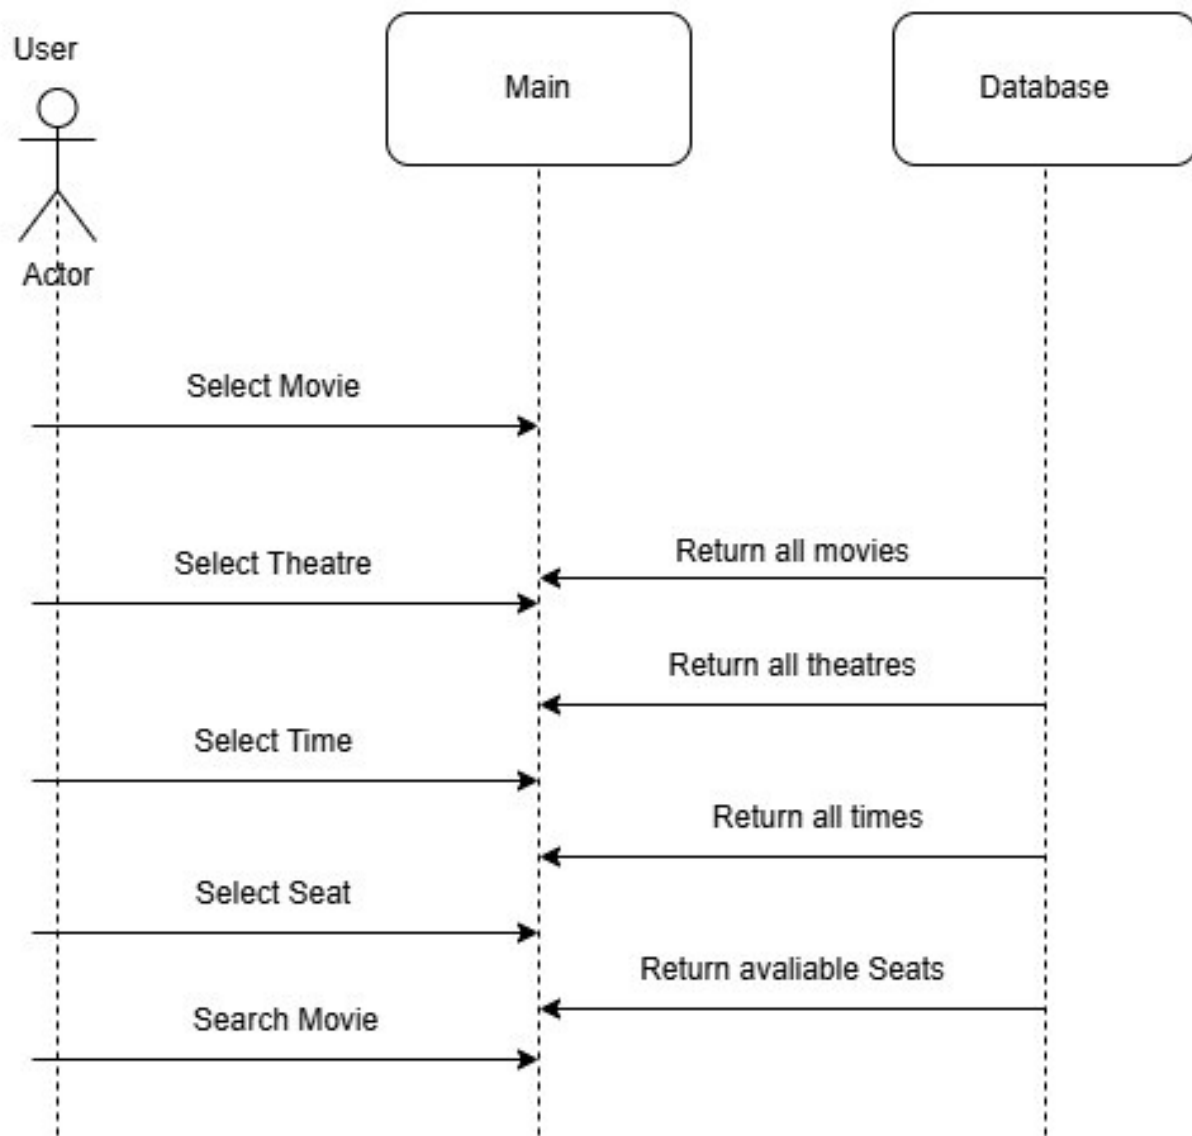 User
Main
Database
Actor
Select Movie
Return all movies
Select Theatre
Return all theatres
Select Time
Return all times
Select Seat
Return avaliable Seats
Search Movie